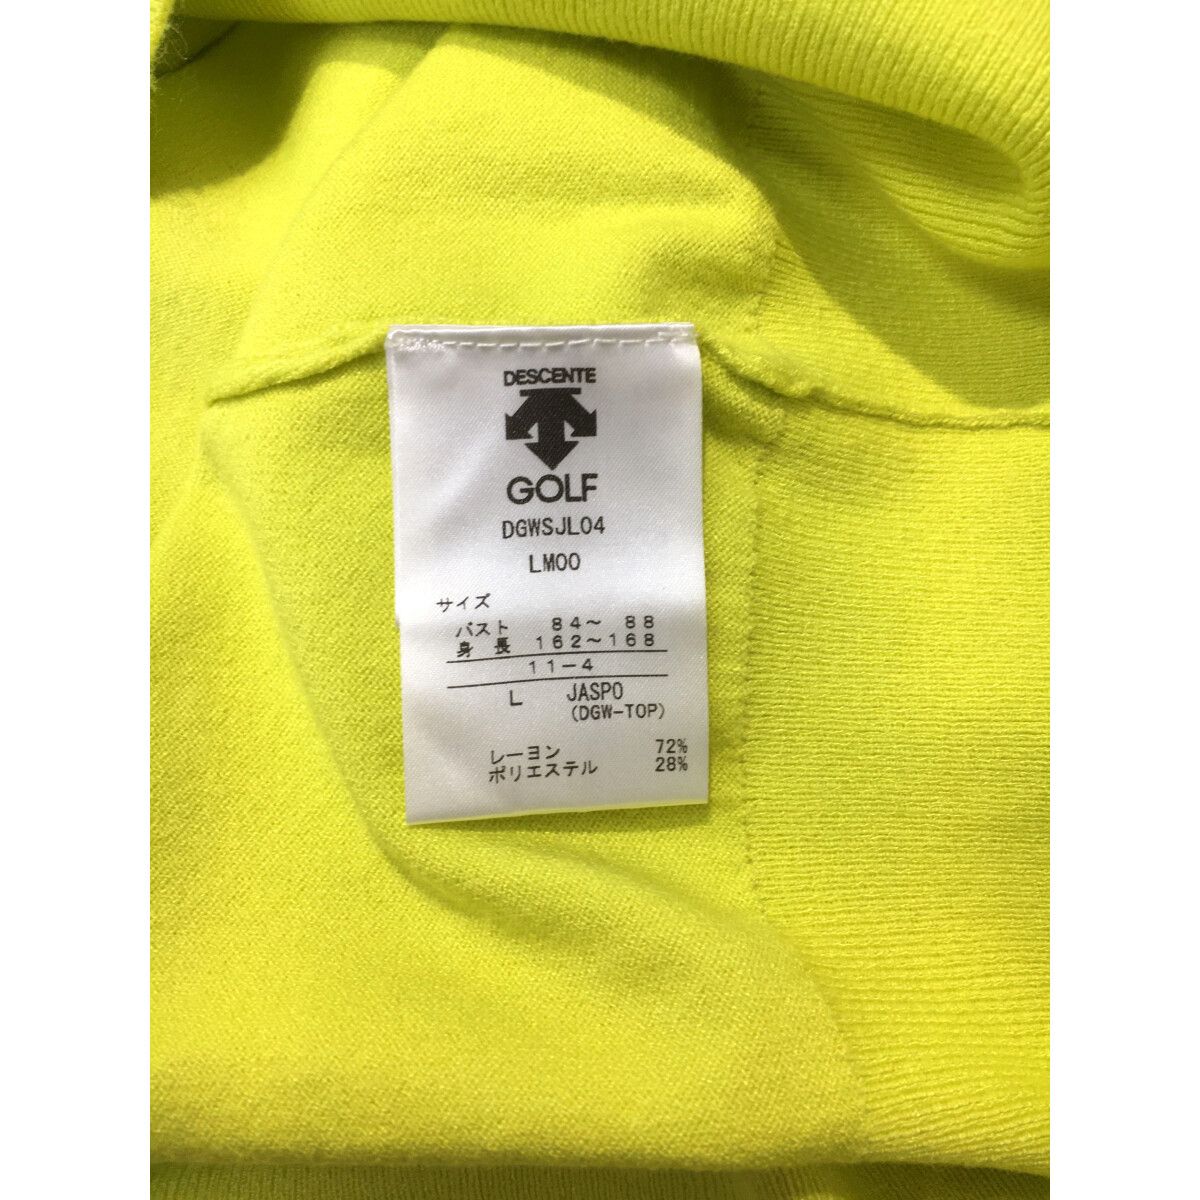 DESCENTE
GOLF
DGWSJL04
LM00
サイズ
バスト 84〜 88
身 長 162〜168
11-4
L JASPO
(DGW-TOP)
レーヨン 72%
ポリエステル 28%